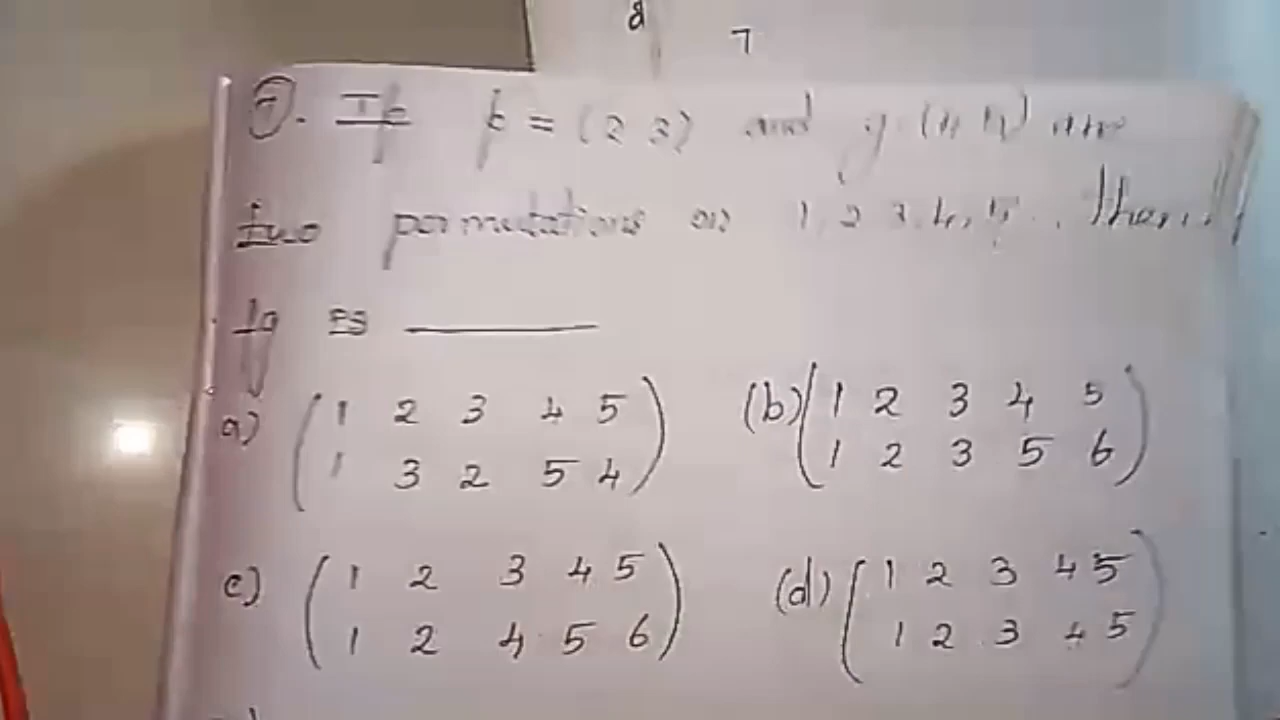 7
7. If f = (2 3) and g = (4 5) are
two permutations on 1, 2, 3, 4, 5. Then
fg is ______
a) ( 1 2 3 4 5 (b) ( 1 2 3 4 5
1 3 2 5 4 ) 1 2 3 5 6 )
c) ( 1 2 3 4 5 (d) ( 1 2 3 4 5
1 2 4 5 6 ) 1 2 3 4 5 )